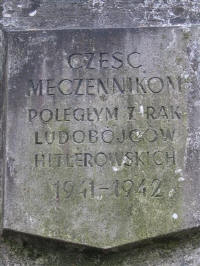 CZEŚĆ
MĘCZENNIKOM
POLEGŁYM Z RĄK
LUDOBÓJCÓW
HITLEROWSKICH
1941-1942